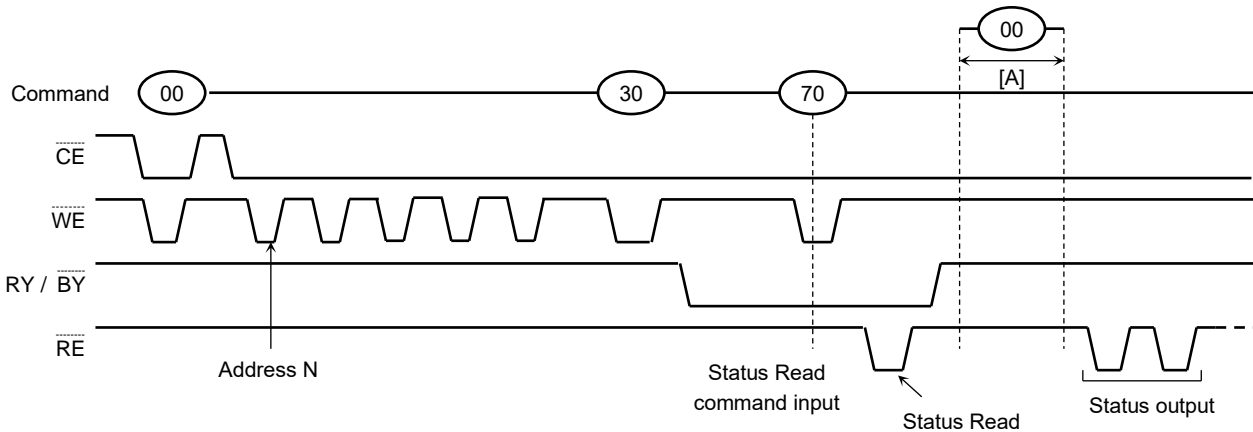 00
[A]
Command 00 30 70
CE
WE
RY / BY
RE
Address N
Status Read
command input
Status Read
Status output